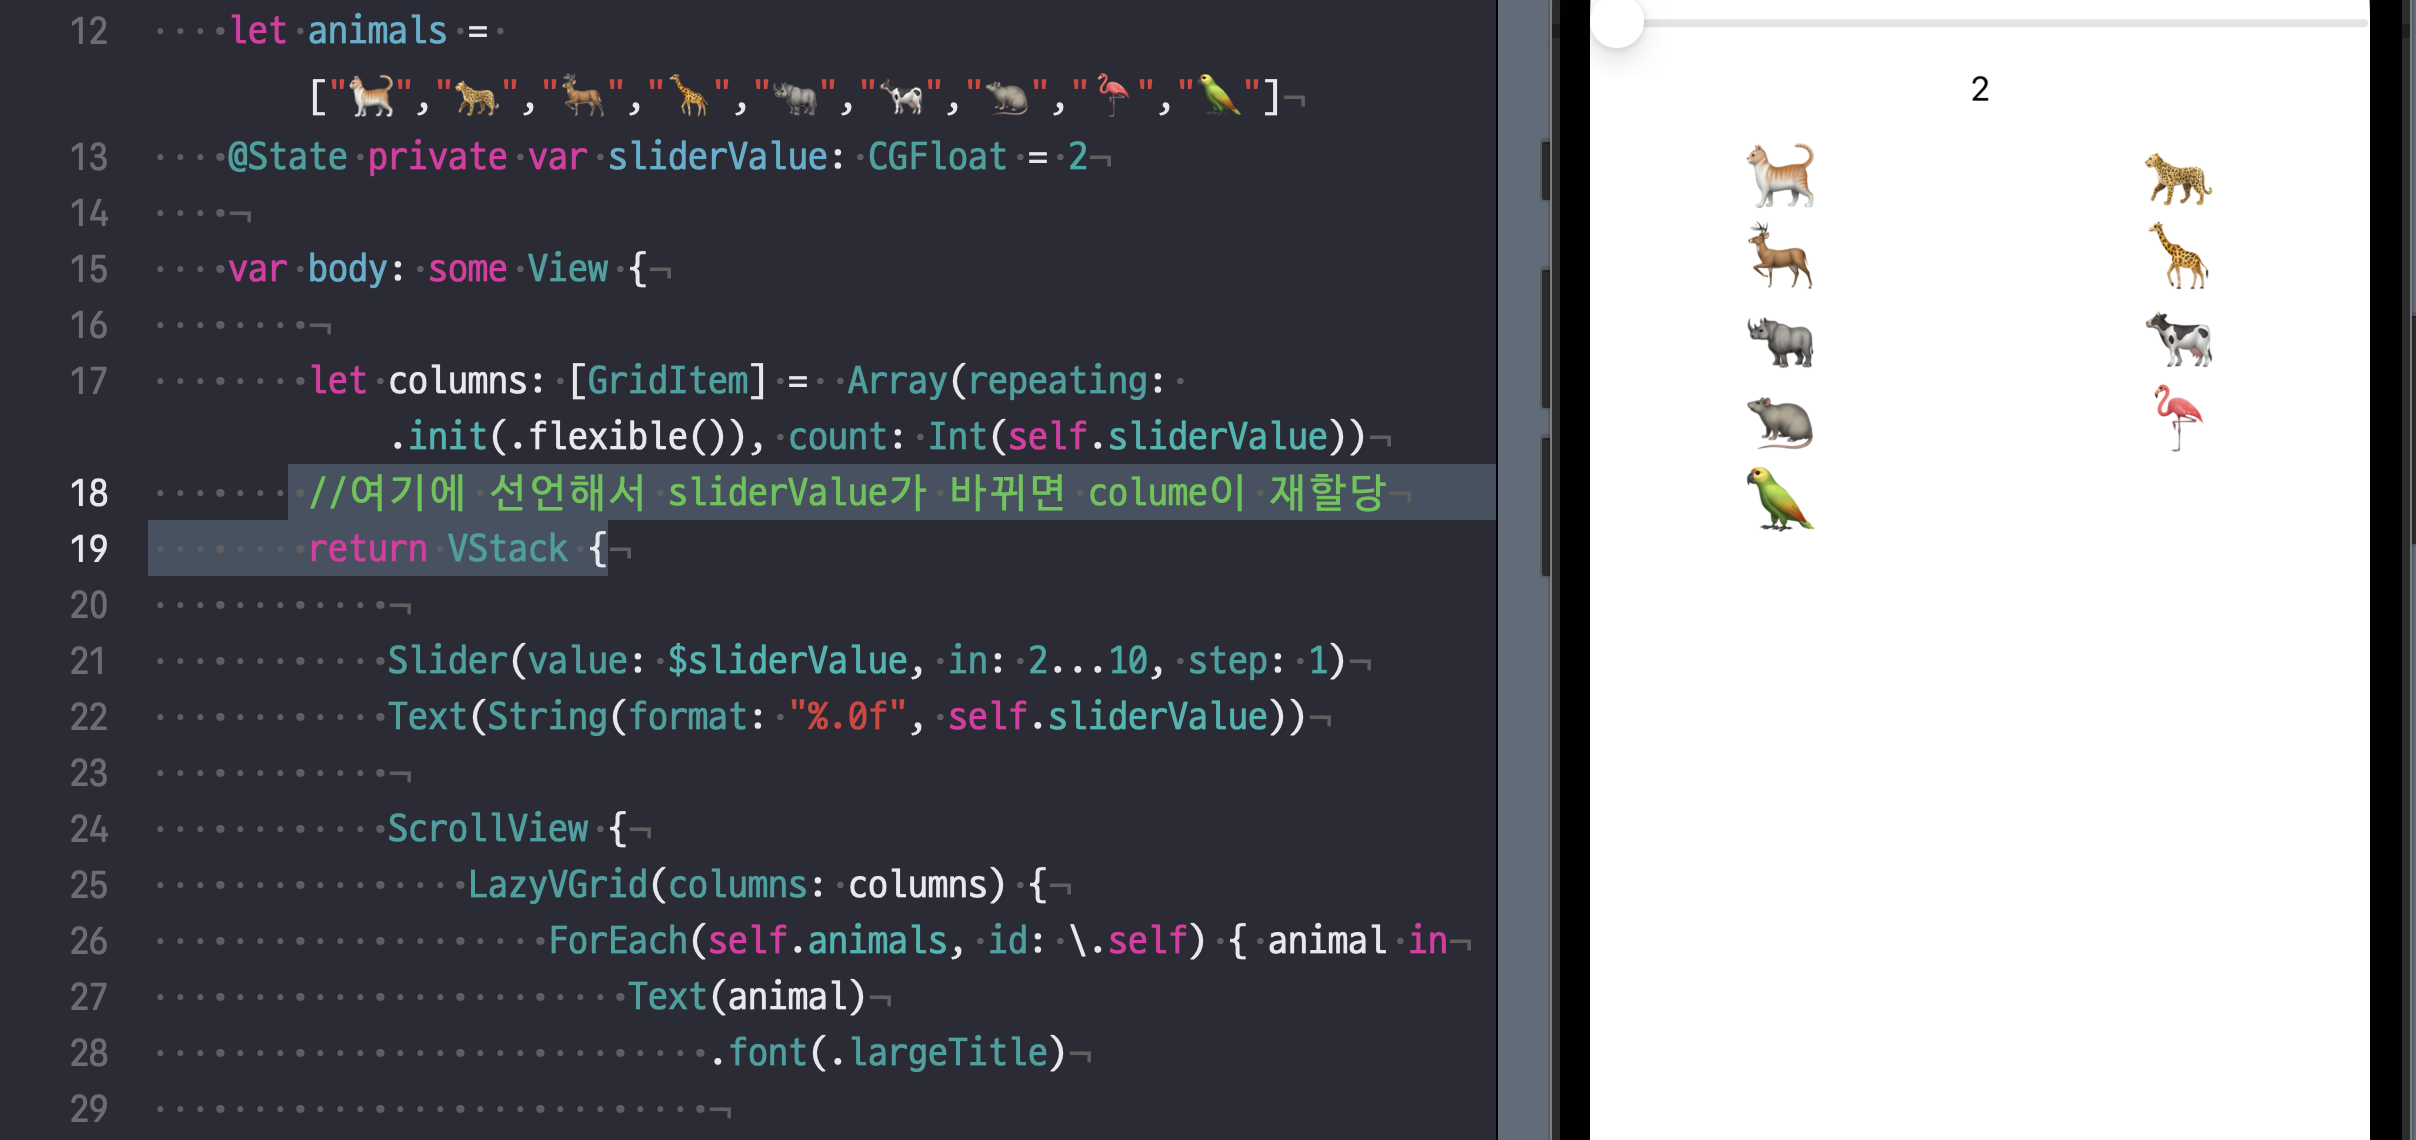 12 let animals =
["🐈","🐆","🦌","🦒","🦏","🐄","🐀","🦩","🦜"]
13 @State private var sliderValue: CGFloat = 2
14
15 var body: some View {
16
17 let columns: [GridItem] =  Array(repeating:
.init(.flexible()), count: Int(self.sliderValue))
18 //여기에 선언해서 sliderValue가 바뀌면 colume이 재할당
19 return VStack {
20
21 Slider(value: $sliderValue, in: 2...10, step: 1)
22 Text(String(format: "%.0f", self.sliderValue))
23
24 ScrollView {
25 LazyVGrid(columns: columns) {
26 ForEach(self.animals, id: \.self) { animal in
27 Text(animal)
28 .font(.largeTitle)
29
2